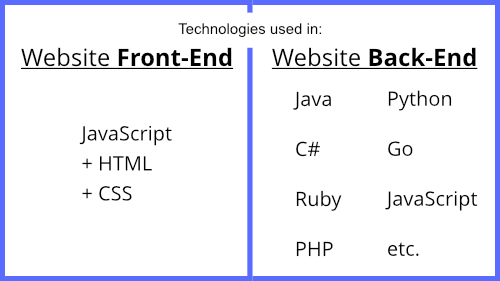 Technologies used in:
Website Front-End
JavaScript
+ HTML
+ CSS
Website Back-End
Java Python
C# Go
Ruby JavaScript
PHP etc.